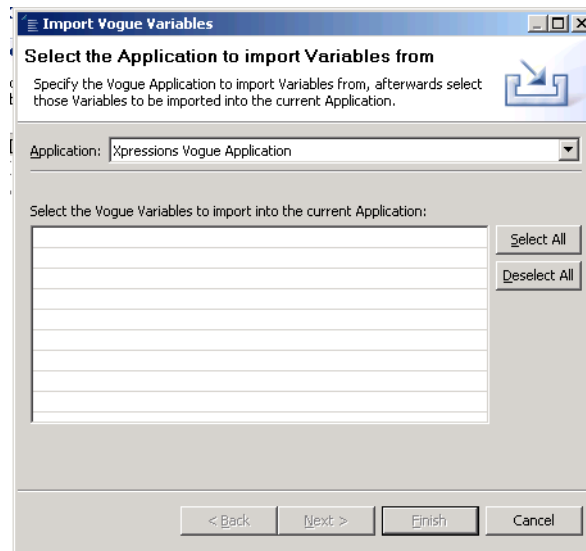 Import Vogue Variables
Select the Application to import Variables from
Specify the Vogue Application to import Variables from, afterwards select
those Variables to be imported into the current Application.
Application: Xpressions Vogue Application
Select the Vogue Variables to import into the current Application:
Select All
Deselect All
< Back Next > Finish Cancel